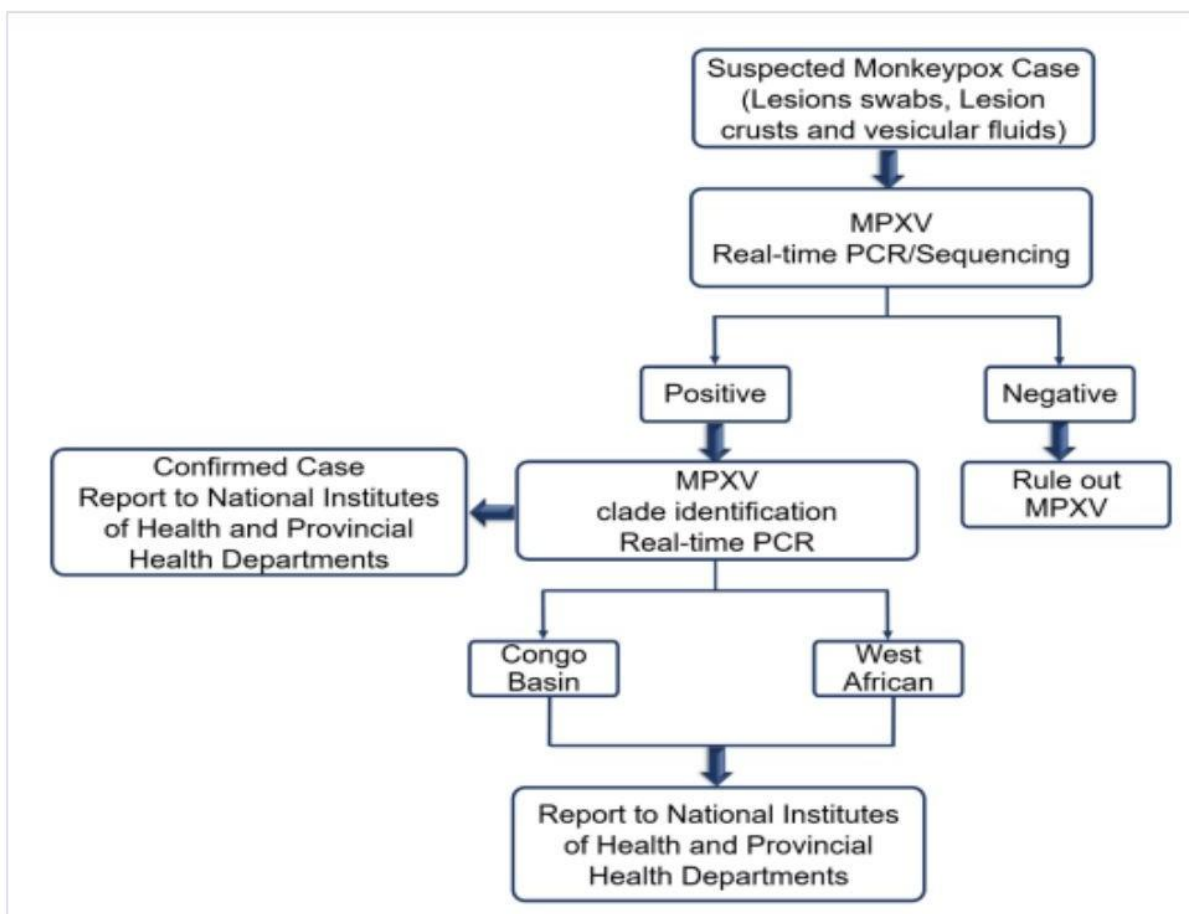 Suspected Monkeypox Case
(Lesions swabs, Lesion
crusts and vesicular fluids)
MPXV
Real-time PCR/Sequencing
Positive
Negative
Confirmed Case
Report to National Institutes
of Health and Provincial
Health Departments
MPXV
clade identification
Real-time PCR
Rule out
MPXV
Congo
Basin
West
African
Report to National Institutes
of Health and Provincial
Health Departments